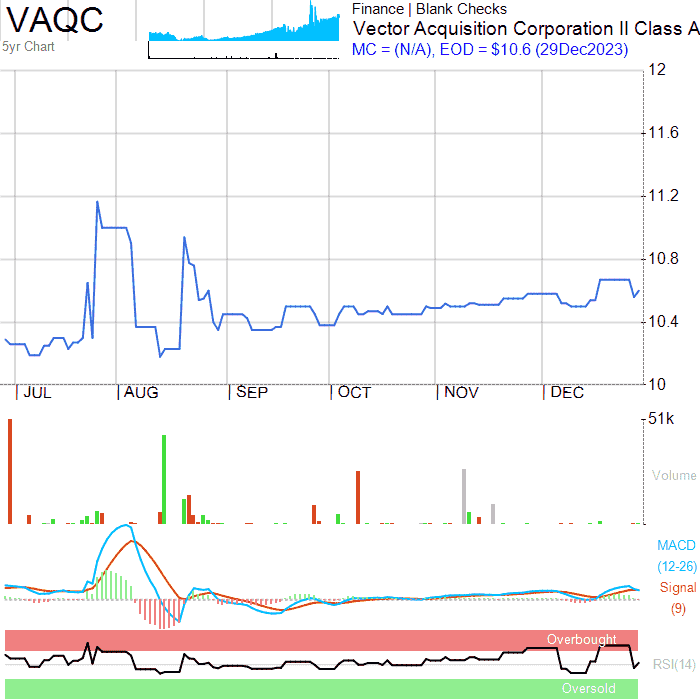 VAQC
5yr Chart
Finance | Blank Checks
Vector Acquisition Corporation II Class A
MC = (N/A), EOD = $10.6 (29Dec2023)
12
11.6
11.2
10.8
10.4
10
JUL AUG SEP OCT NOV DEC
51k
Volume
MACD
(12-26)
Signal
(9)
Overbought
RSI(14)
Oversold